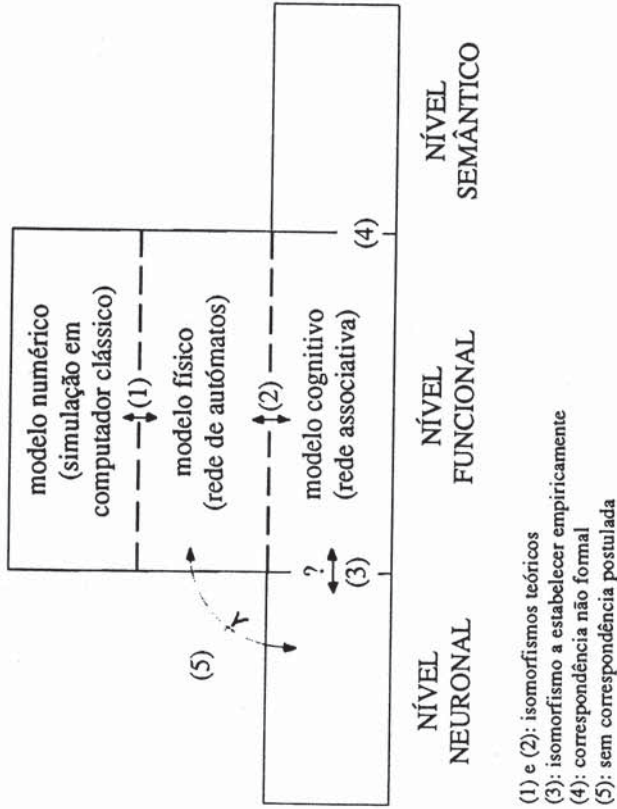 modelo numérico
(simulação em
computador clássico)
(1)
modelo físico
(rede de autómatos)
(5)
(2)
modelo cognitivo
(rede associativa)
?
(3)
(4)
NÍVEL
NEURONAL
NÍVEL
FUNCIONAL
NÍVEL
SEMÂNTICO
(1) e (2): isomorfismos teóricos
(3): isomorfismo a estabelecer empiricamente
(4): correspondência não formal
(5): sem correspondência postulada